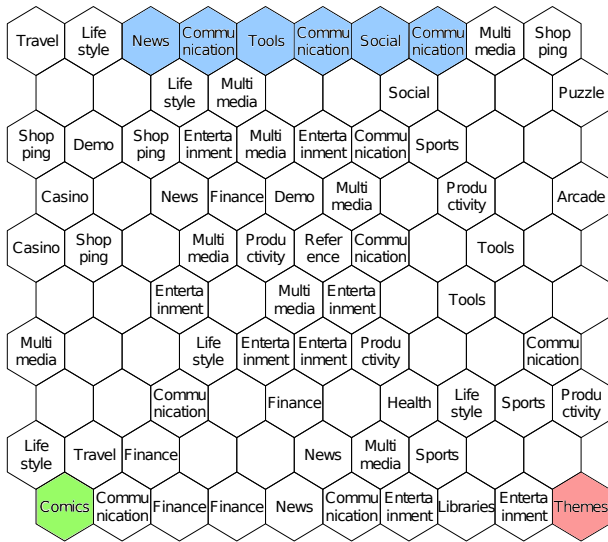 Travel Life style News Commu nication Tools Commu nication Social Commu nication Multi media Shop ping
Life style Multi media Social Puzzle
Shop ping Demo Shop ping Enterta inment Multi media Enterta inment Commu nication Sports
Casino News Finance Demo Multi media Produ ctivity Arcade
Casino Shop ping Multi media Produ ctivity Refer ence Commu nication Tools
Enterta inment Multi media Enterta inment Tools
Multi media Life style Enterta inment Enterta inment Produ ctivity Commu nication
Commu nication Finance Health Life style Sports Produ ctivity
Life style Travel Finance News Multi media Sports
Comics Commu nication Finance Finance News Commu nication Enterta inment Libraries Enterta inment Themes